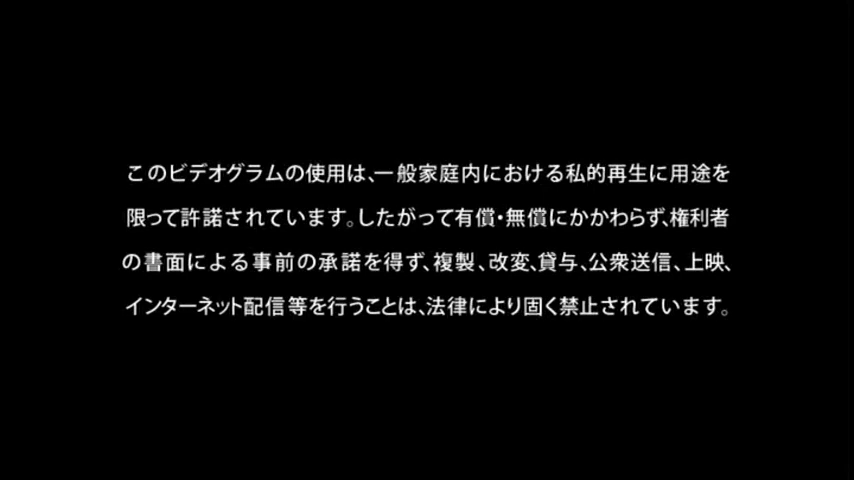 このビデオグラムの使用は、一般家庭内における私的再生に用途を
限って許諾されています。したがって有償・無償にかかわらず、権利者
の書面による事前の承諾を得ず、複製、改変、貸与、公衆送信、上映、
インターネット配信等を行うことは、法律により固く禁止されています。